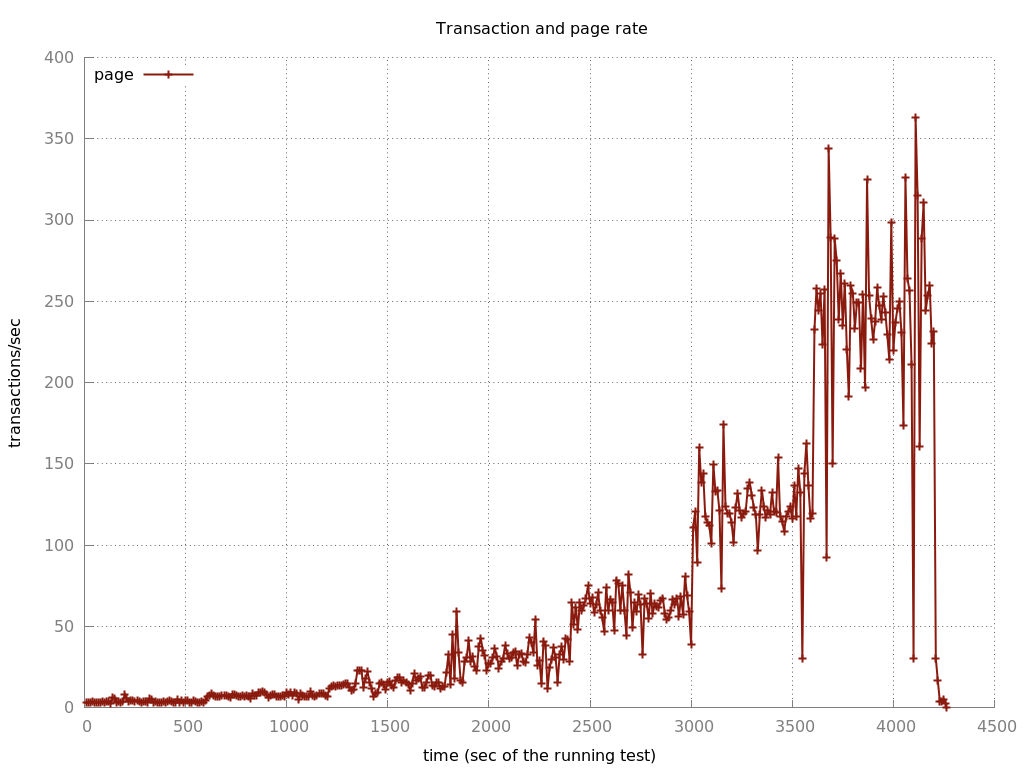 Transaction and page rate
400
page
350
300
250
transactions/sec
200
150
100
50
0
0 500 1000 1500 2000 2500 3000 3500 4000 4500
time (sec of the running test)